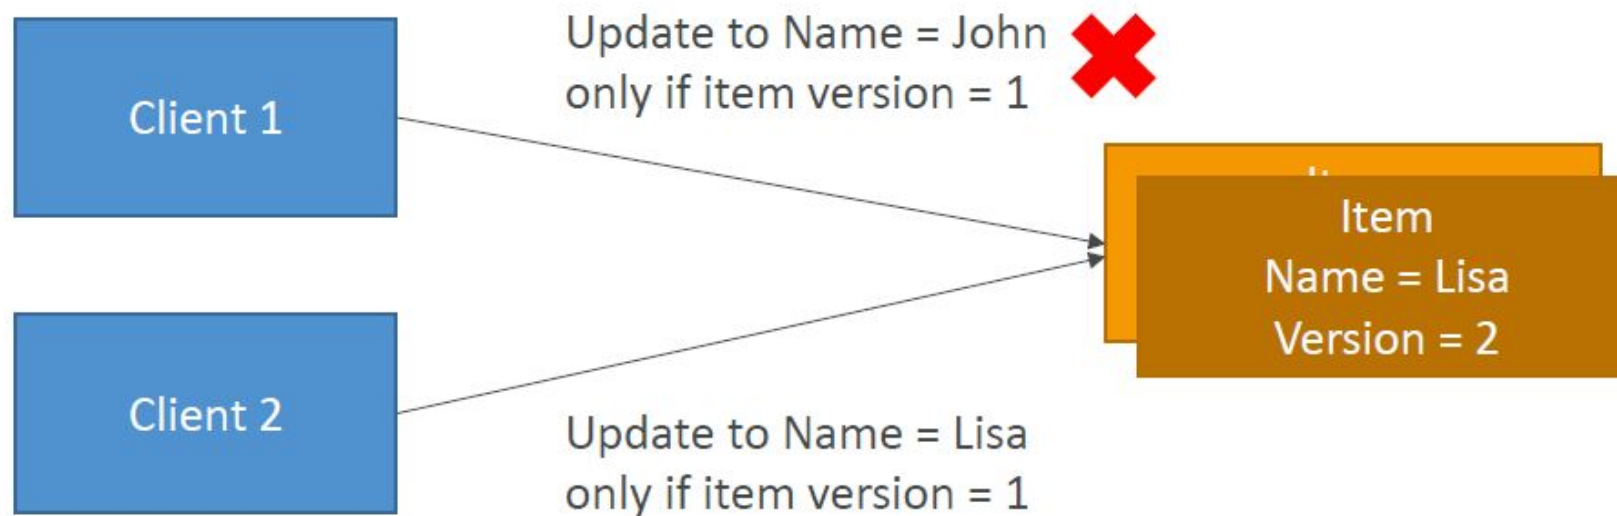 Update to Name = John
only if item version = 1
Client 1
Item
Name = Lisa
Version = 2
Client 2
Update to Name = Lisa
only if item version = 1